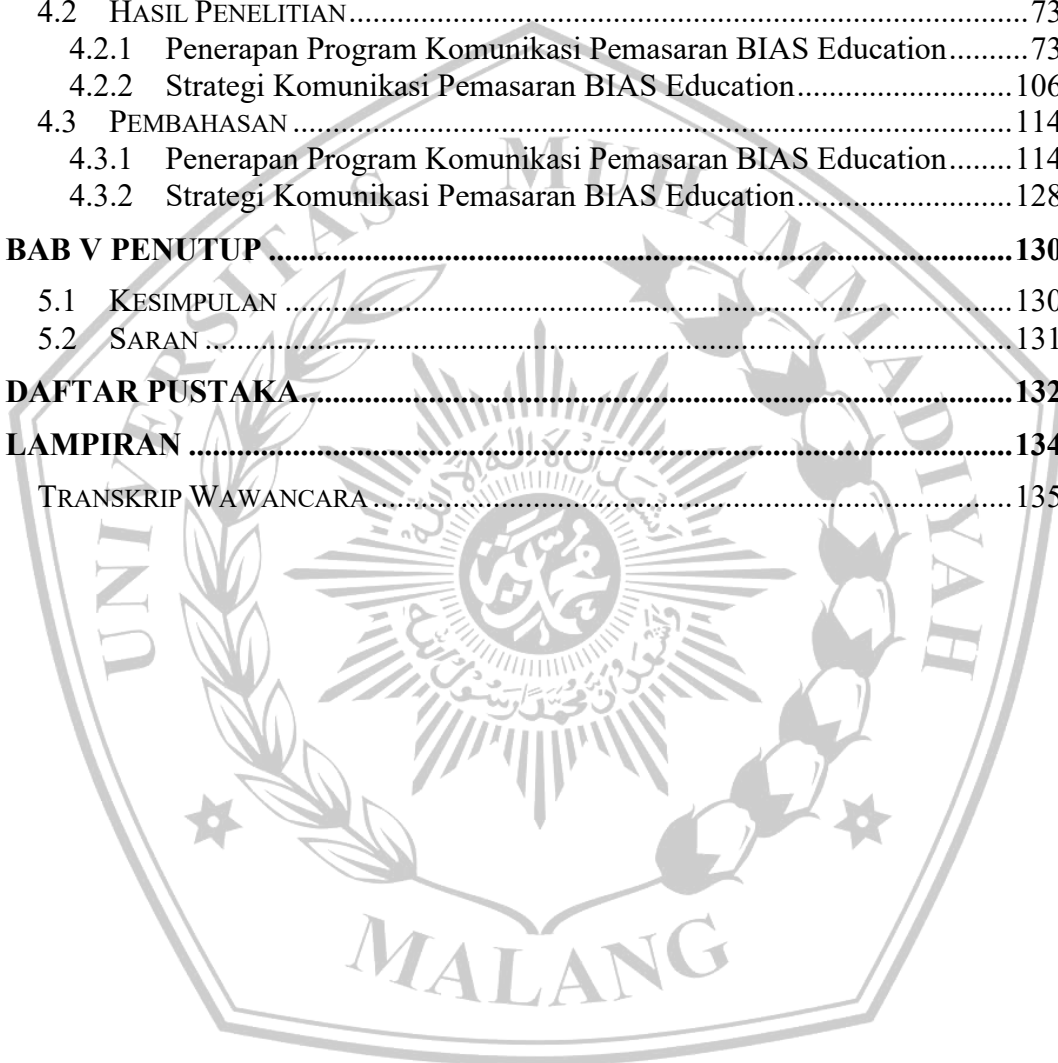 4.2 HASIL PENELITIAN ........ 73
4.2.1 Penerapan Program Komunikasi Pemasaran BIAS Education ........ 73
4.2.2 Strategi Komunikasi Pemasaran BIAS Education ........ 106
4.3 PEMBAHASAN ........ 114
4.3.1 Penerapan Program Komunikasi Pemasaran BIAS Education ........ 114
4.3.2 Strategi Komunikasi Pemasaran BIAS Education ........ 128
BAB V PENUTUP ........ 130
5.1 KESIMPULAN ........ 130
5.2 SARAN ........ 131
DAFTAR PUSTAKA ........ 132
LAMPIRAN ........ 134
TRANSKRIP WAWANCARA ........ 135
UNIVERSITAS MUHAMMADIYAH
MALANG